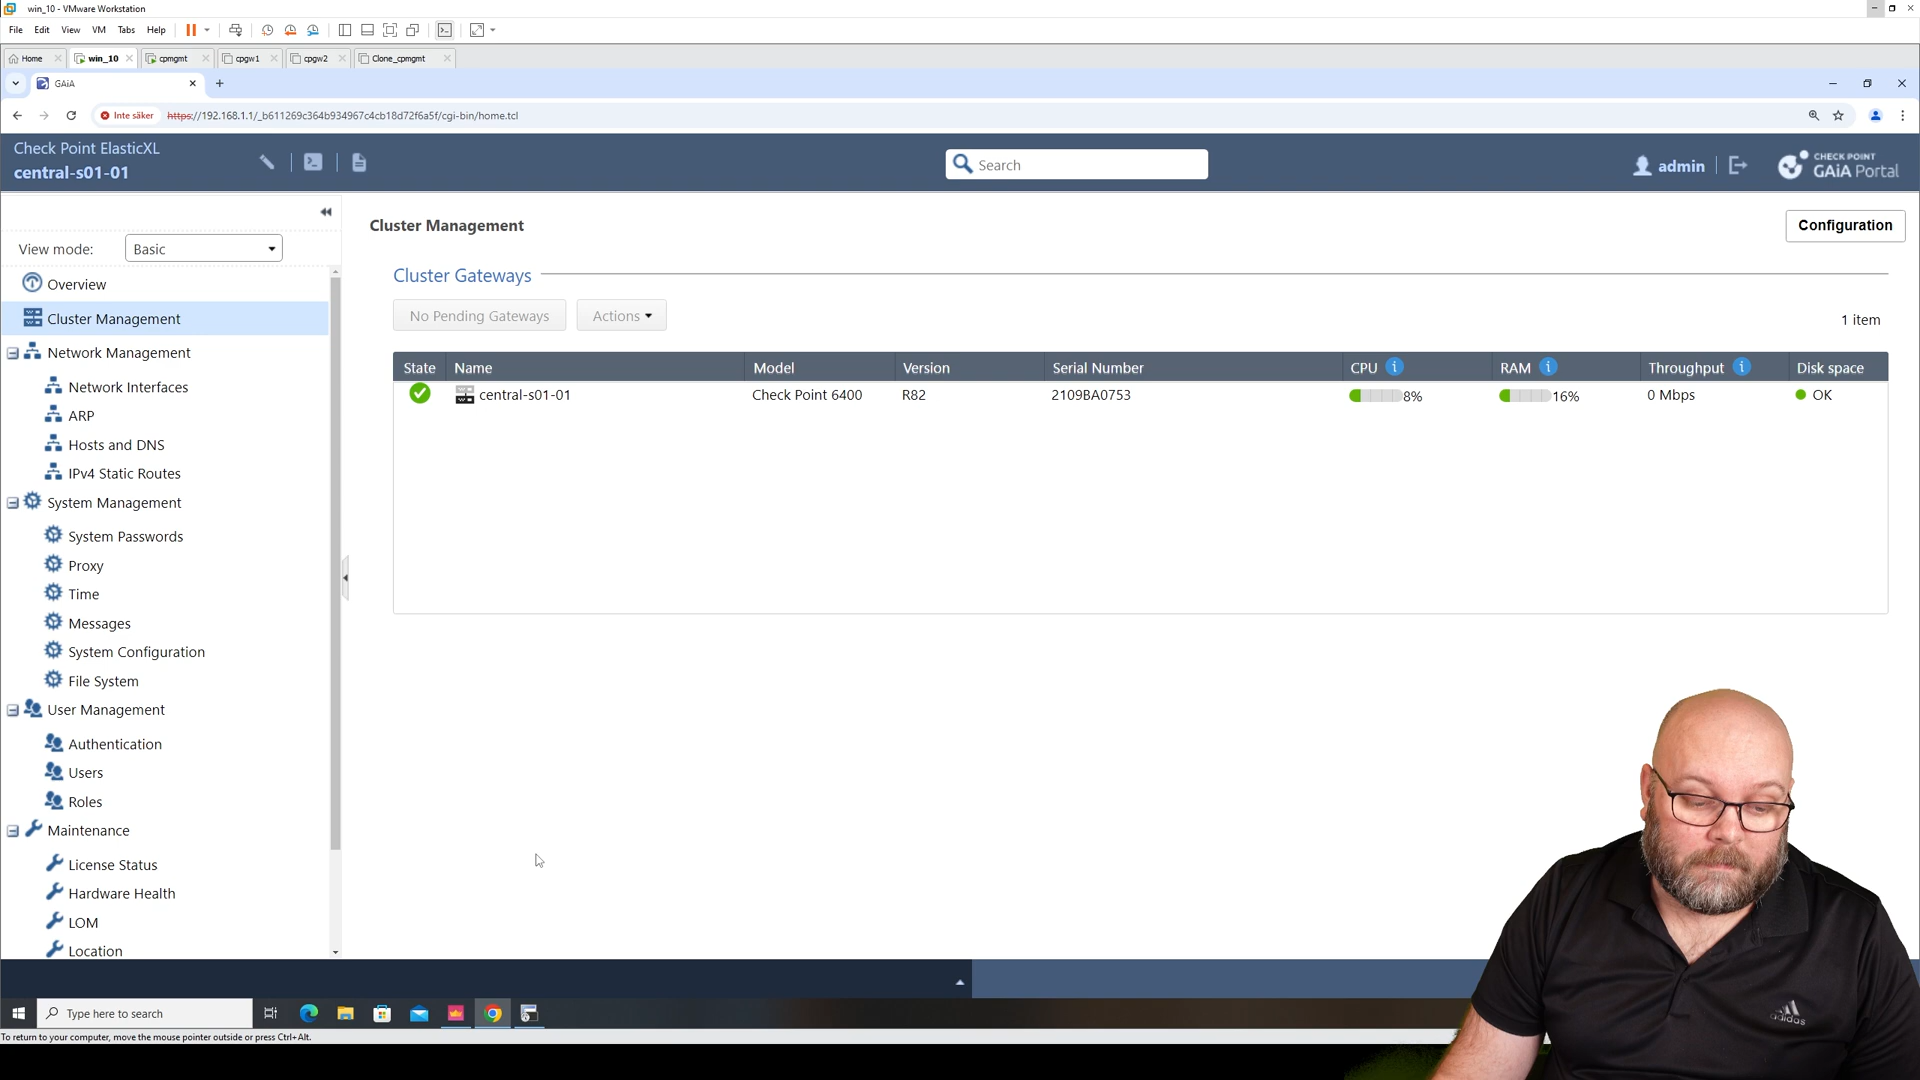 win_10 - VMware Workstation
File Edit View VM Tabs Help
Home win_10 cpmgmt cpgw1 cpgw2 Clone_cpmgmt
GAiA
Inte säker https://192.168.1.1/_b611269c364b934967c4cb18d72f6a5f/cgi-bin/home.tcl
Check Point ElasticXL
central-s01-01
Search
admin
CHECK POINT
GAiA Portal
View mode: Basic
Overview
Cluster Management
Network Management
Network Interfaces
ARP
Hosts and DNS
IPv4 Static Routes
System Management
System Passwords
Proxy
Time
Messages
System Configuration
File System
User Management
Authentication
Users
Roles
Maintenance
License Status
Hardware Health
LOM
Location
Cluster Management
Configuration
Cluster Gateways
No Pending Gateways Actions
1 item
State Name Model Version Serial Number CPU RAM Throughput Disk space
central-s01-01 Check Point 6400 R82 2109BA0753 8% 16% 0 Mbps OK
adidas
Type here to search
To return to your computer, move the mouse pointer outside or press Ctrl+Alt.